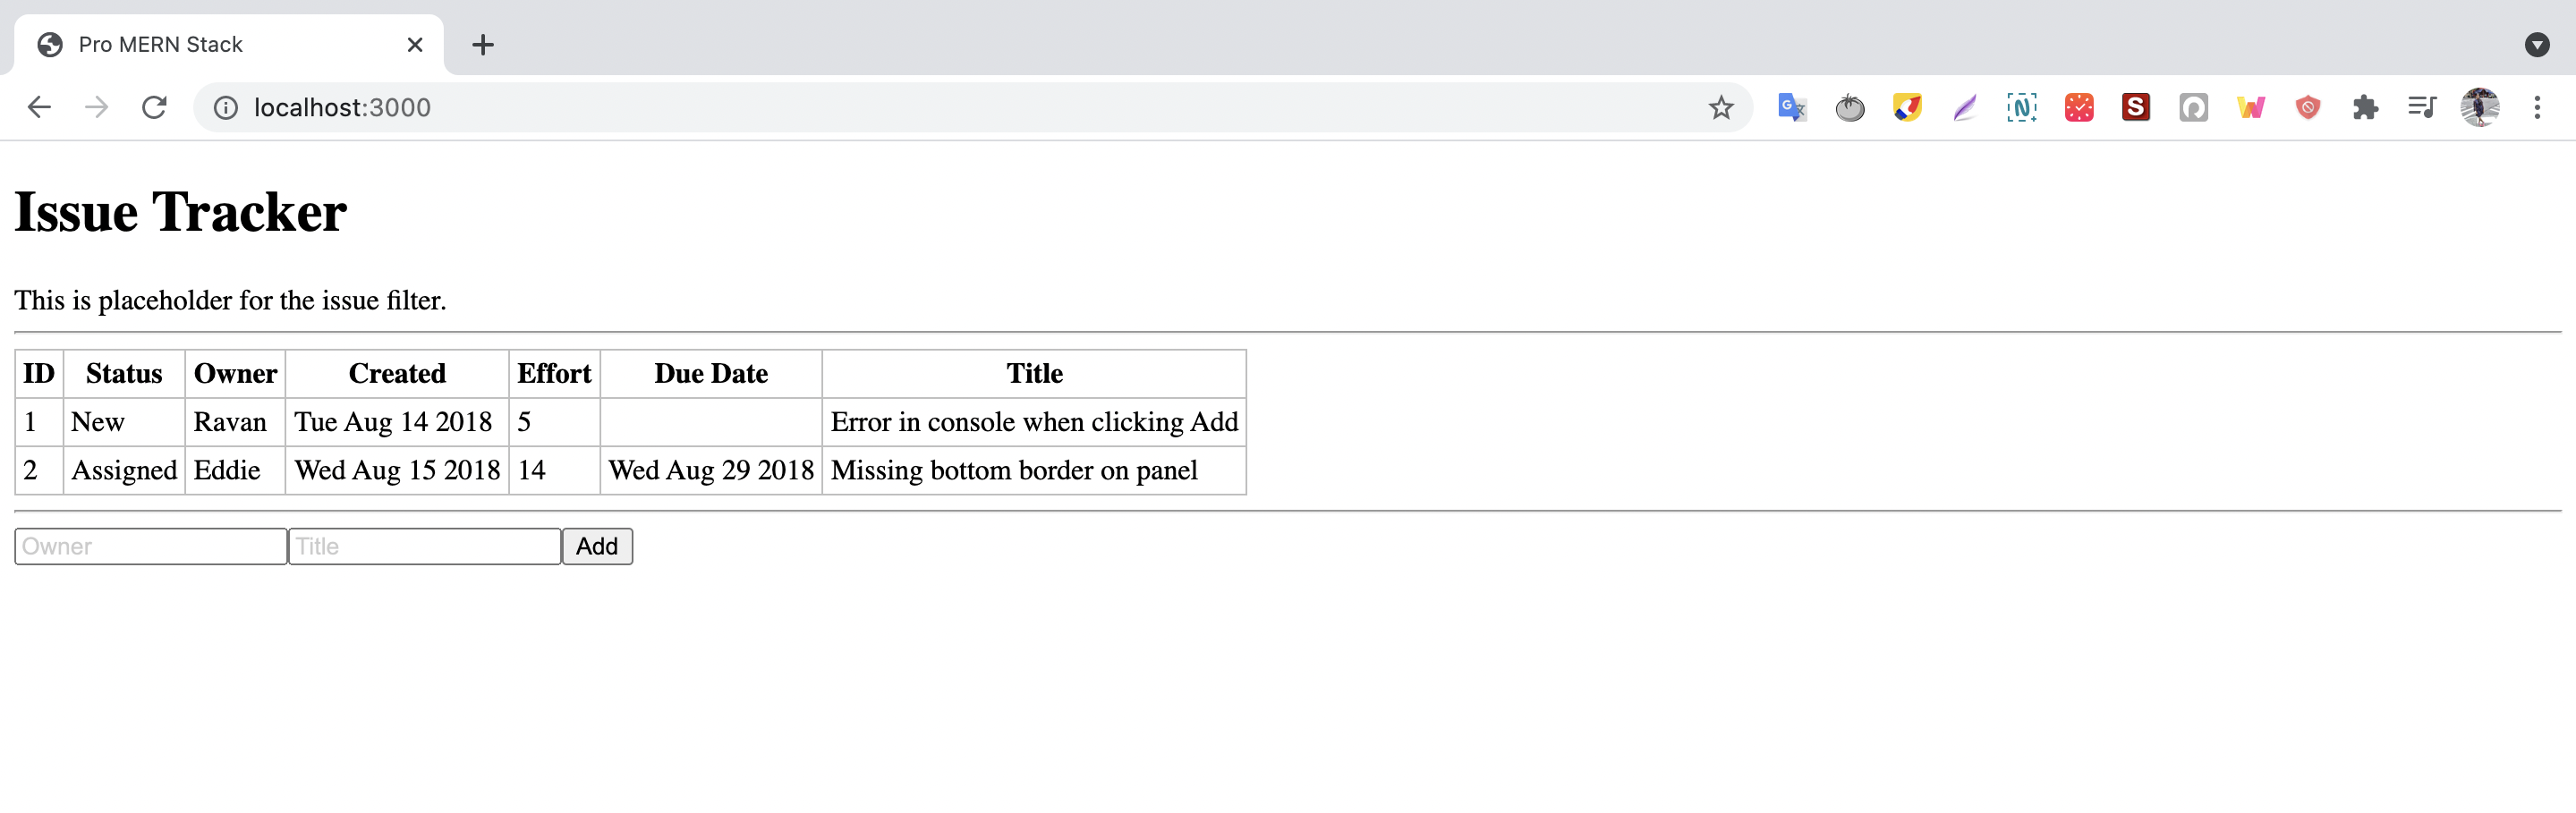 Pro MERN Stack
localhost:3000
Issue Tracker
This is placeholder for the issue filter.
ID Status Owner Created Effort Due Date Title
1 New Ravan Tue Aug 14 2018 5 Error in console when clicking Add
2 Assigned Eddie Wed Aug 15 2018 14 Wed Aug 29 2018 Missing bottom border on panel
Owner Title Add